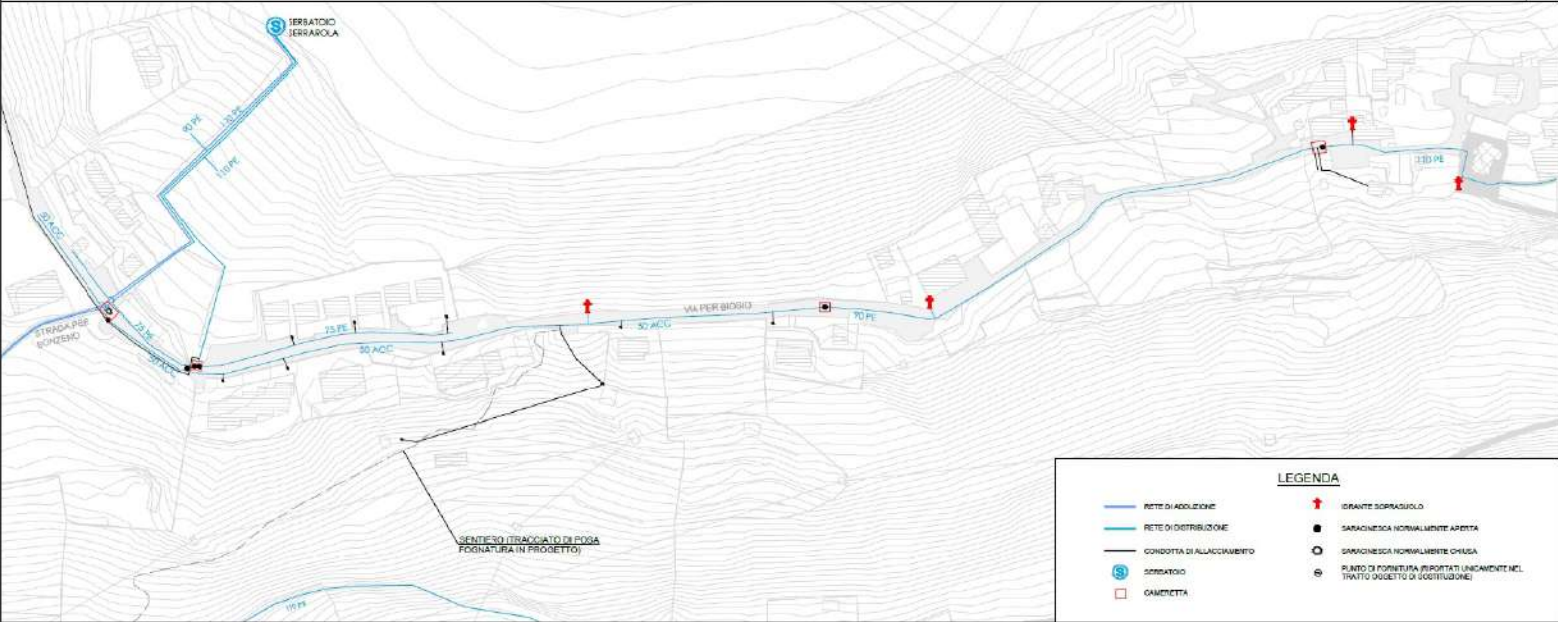 SERBATOIO
SERRAROLA
90 PE
110 PE
50 ACC
75 PE
50 ACC
STRADA PER
BONZENO
75 PE
50 ACC
VIA PER BIOSIO
50 ACC
90 PE
110 PE
SENTIERO (TRACCIATO DI POSA
FOGNATURA IN PROGETTO)
110 PE
LEGENDA
RETE DI ADDUZIONE
RETE DI DISTRIBUZIONE
CONDOTTA DI ALLACCIAMENTO
SERBATOIO
CAMERETTA
IDRANTE SOPRASUOLO
SARACINESCA NORMALMENTE APERTA
SARACINESCA NORMALMENTE CHIUSA
PUNTO DI FORNITURA (RIPORTATI UNICAMENTE NEL
TRATTO OGGETTO DI SOSTITUZIONE)